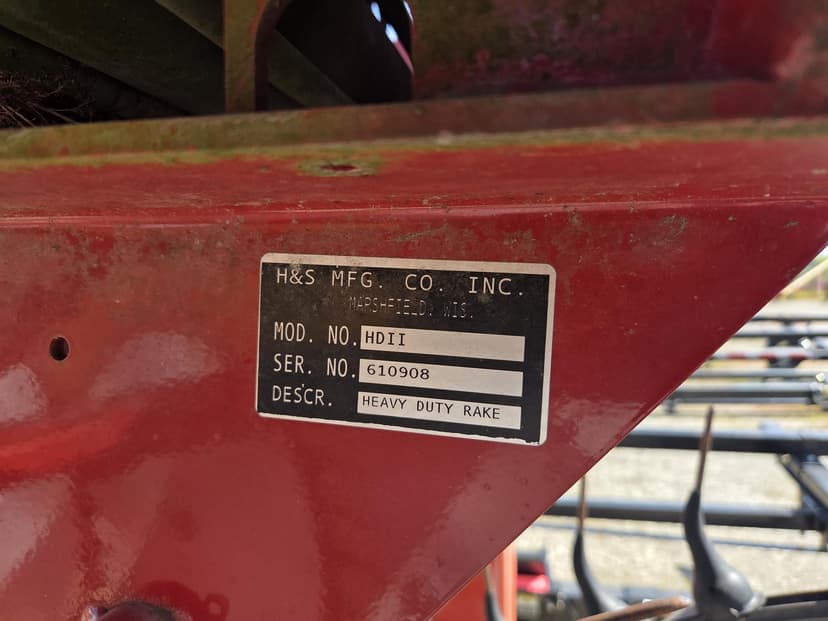 H&S MFG. CO. INC.
MARSHFIELD, WIS.
MOD. NO. HDII
SER. NO. 610908
DESCR. HEAVY DUTY RAKE